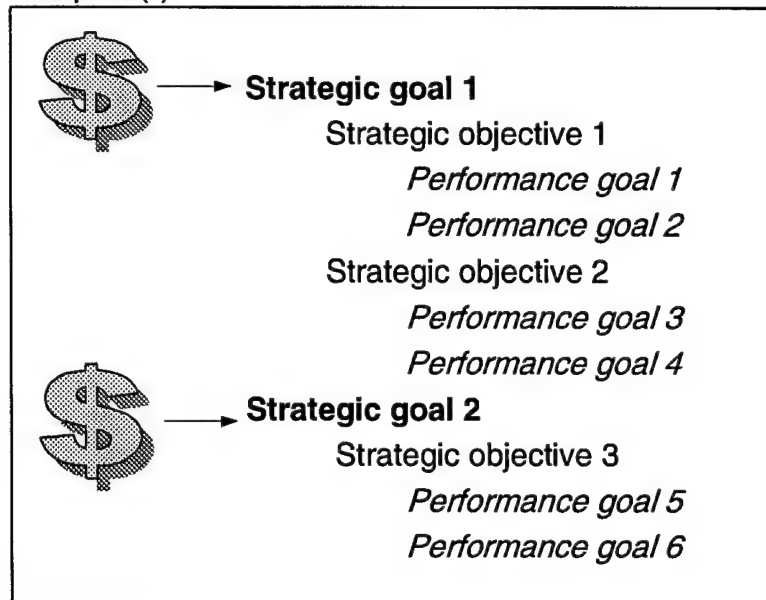 Strategic goal 1
Strategic objective 1
Performance goal 1
Performance goal 2
Strategic objective 2
Performance goal 3
Performance goal 4
Strategic goal 2
Strategic objective 3
Performance goal 5
Performance goal 6